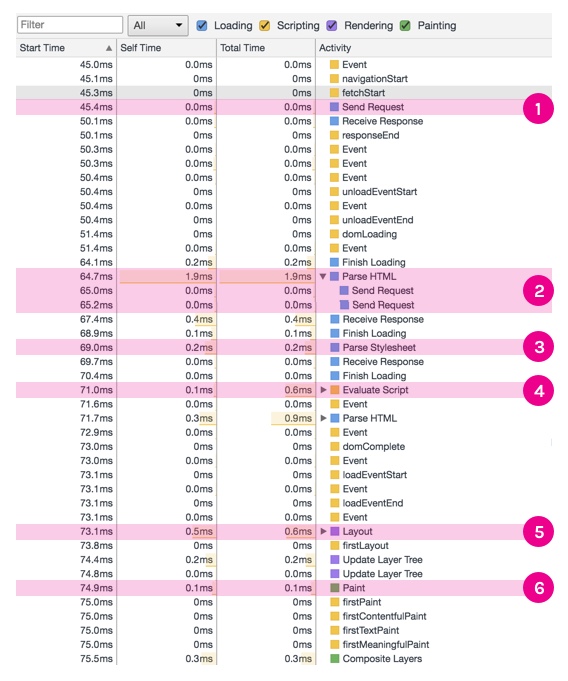 Filter All Loading Scripting Rendering Painting
Start Time Self Time Total Time Activity
45.0ms 0.0ms 0.0ms Event
45.1ms 0ms 0ms navigationStart
45.3ms 0ms 0ms fetchStart
45.4ms 0.0ms 0.0ms Send Request 1
50.1ms 0.0ms 0.0ms Receive Response
50.1ms 0ms 0ms responseEnd
50.3ms 0.0ms 0.0ms Event
50.3ms 0.0ms 0.0ms Event
50.4ms 0.0ms 0.0ms Event
50.4ms 0ms 0ms unloadEventStart
50.4ms 0.0ms 0.0ms Event
50.4ms 0ms 0ms unloadEventEnd
51.4ms 0ms 0ms domLoading
51.4ms 0.0ms 0.0ms Event
64.1ms 0.2ms 0.2ms Finish Loading
64.7ms 1.9ms 1.9ms Parse HTML 2
65.0ms 0.0ms 0.0ms Send Request
65.2ms 0.0ms 0.0ms Send Request
67.4ms 0.4ms 0.4ms Receive Response
68.9ms 0.1ms 0.1ms Finish Loading
69.0ms 0.2ms 0.2ms Parse Stylesheet 3
69.7ms 0.0ms 0.0ms Receive Response
70.4ms 0.0ms 0.0ms Finish Loading
71.0ms 0.1ms 0.6ms Evaluate Script 4
71.6ms 0.0ms 0.0ms Event
71.7ms 0.3ms 0.9ms Parse HTML
72.9ms 0.0ms 0.0ms Event
73.0ms 0ms 0ms domComplete
73.0ms 0.0ms 0.0ms Event
73.1ms 0ms 0ms loadEventStart
73.1ms 0.0ms 0.0ms Event
73.1ms 0ms 0ms loadEventEnd
73.1ms 0.0ms 0.0ms Event
73.1ms 0.5ms 0.6ms Layout 5
73.8ms 0ms 0ms firstLayout
74.4ms 0.2ms 0.2ms Update Layer Tree
74.8ms 0.0ms 0.0ms Update Layer Tree
74.9ms 0.1ms 0.1ms Paint 6
75.0ms 0ms 0ms firstPaint
75.0ms 0ms 0ms firstContentfulPaint
75.0ms 0ms 0ms firstTextPaint
75.0ms 0ms 0ms firstMeaningfulPaint
75.5ms 0.3ms 0.3ms Composite Layers